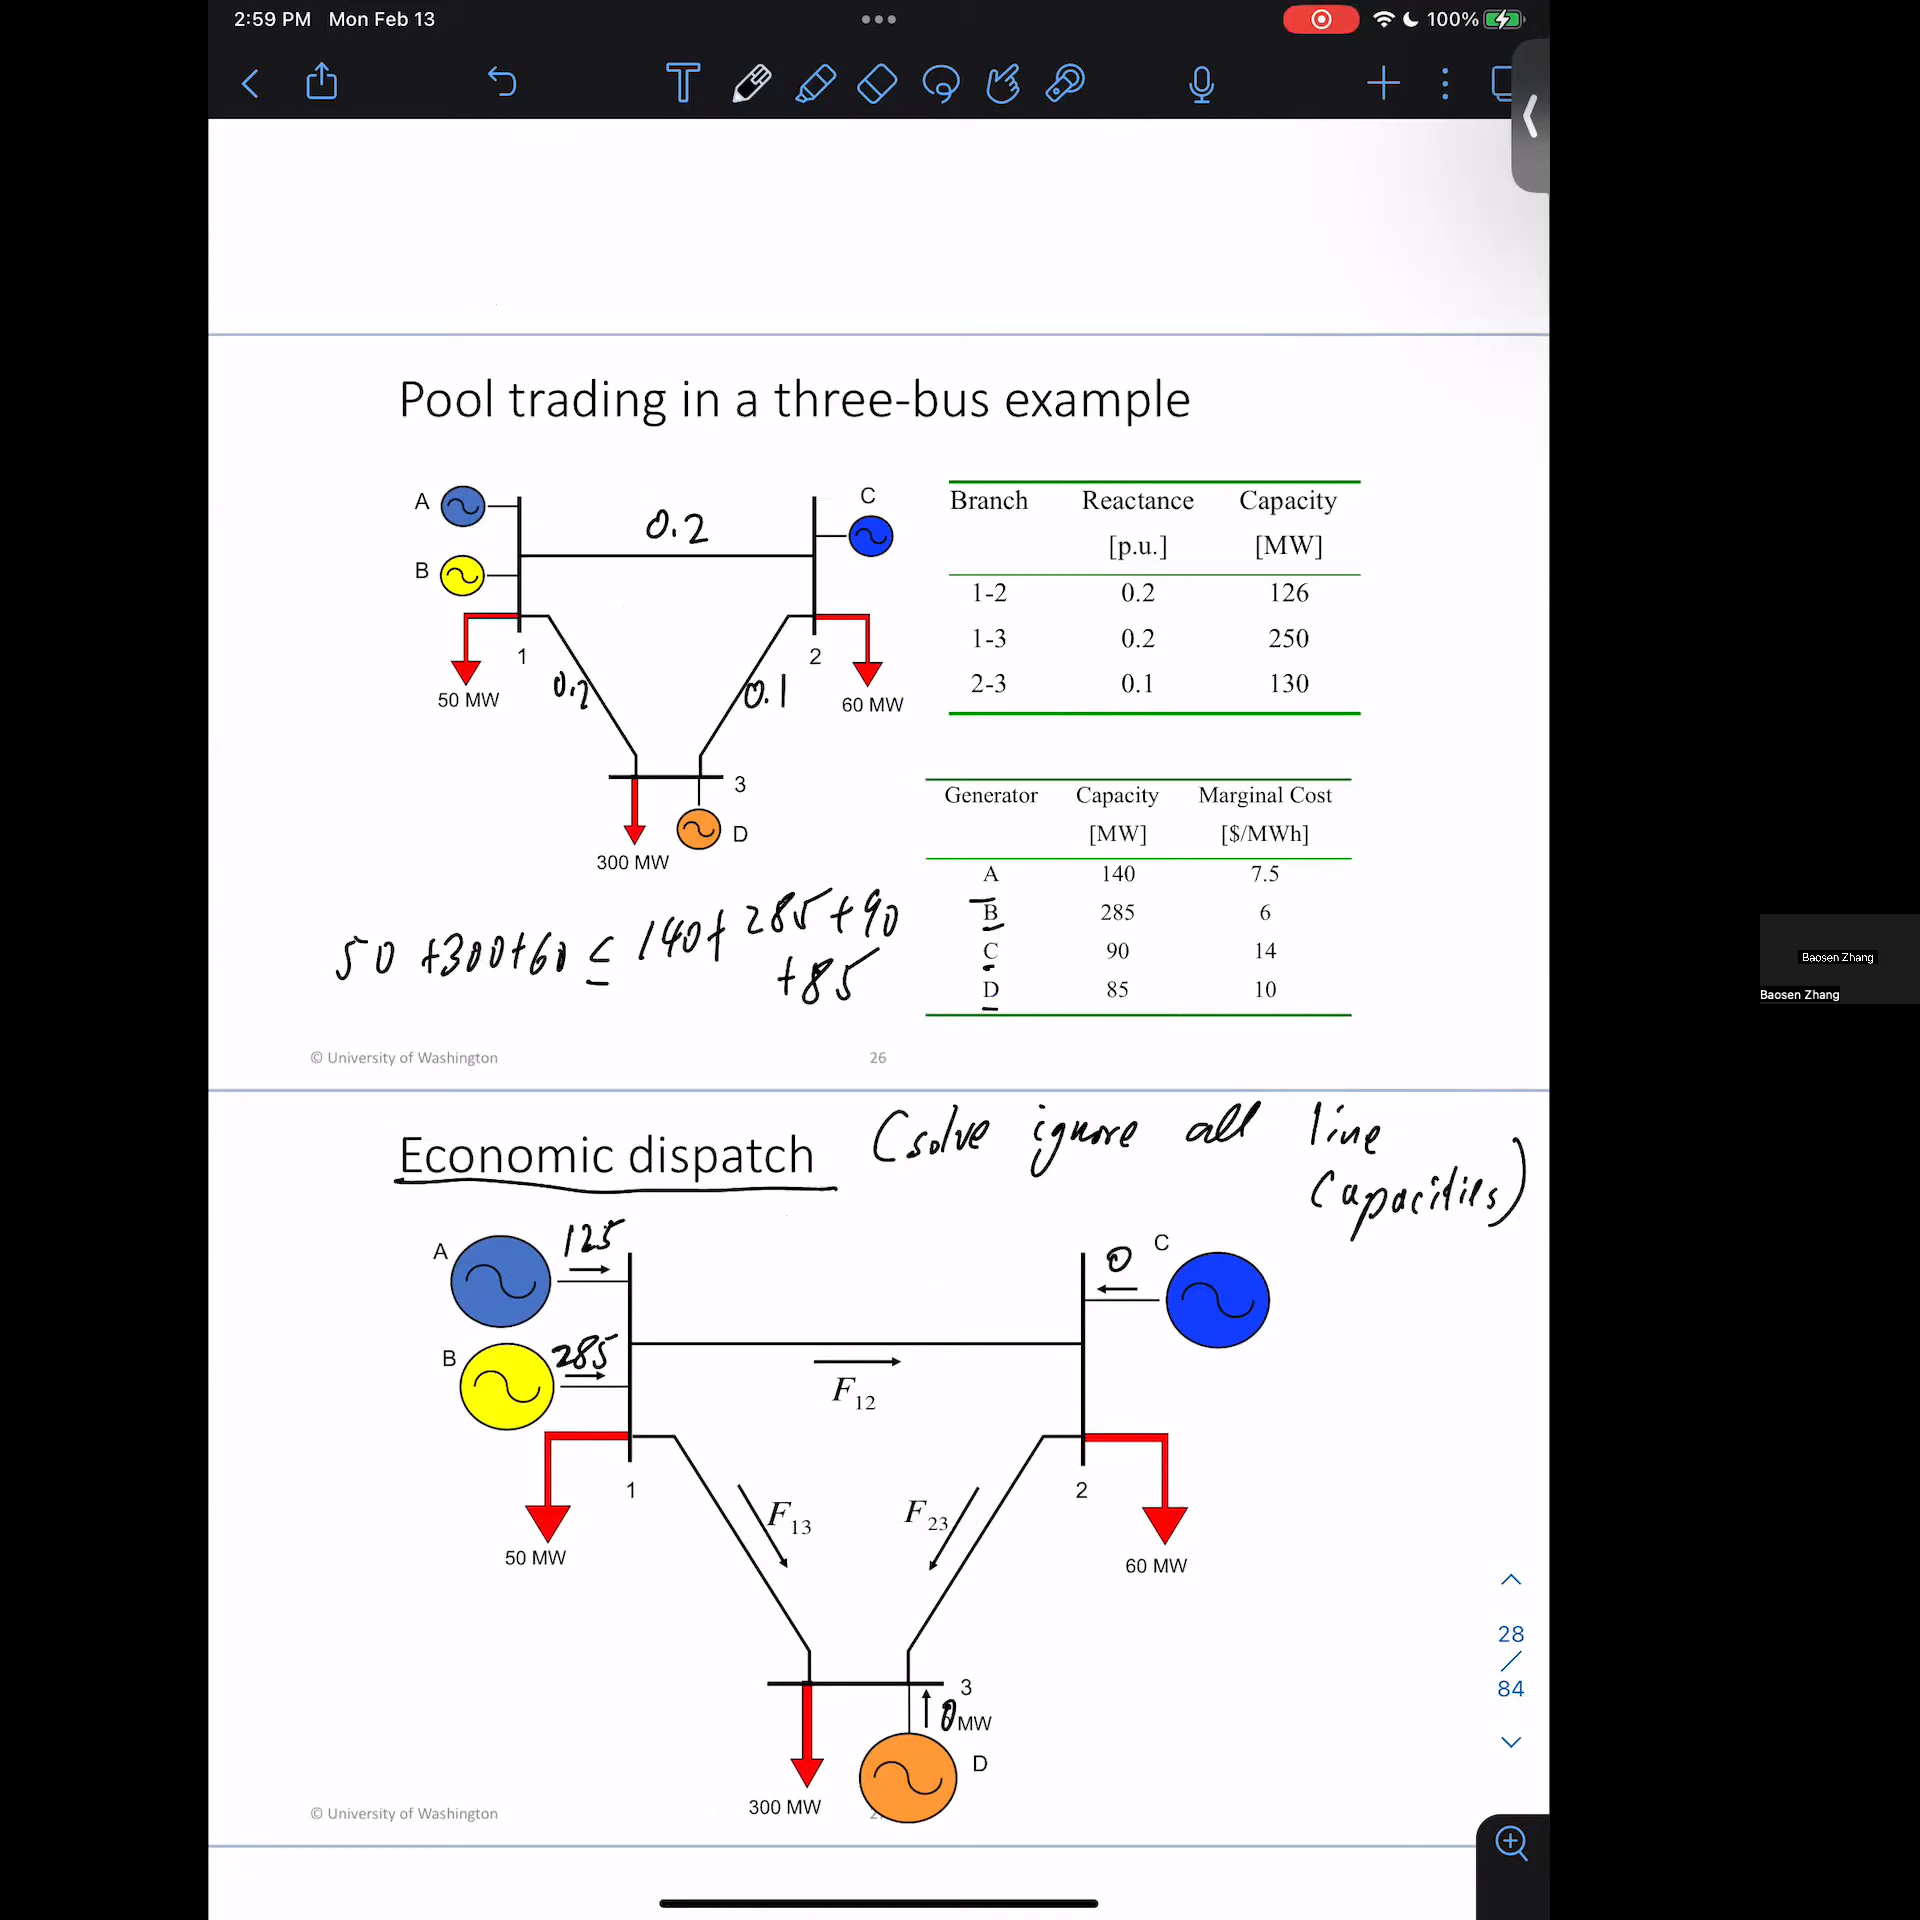 2:59 PM Mon Feb 13
100%
Pool trading in a three-bus example
A
B
C
0.2
1
2
50 MW
0.2
0.1
60 MW
3
D
300 MW
Branch Reactance Capacity
[p.u.] [MW]
1-2 0.2 126
1-3 0.2 250
2-3 0.1 130
Generator Capacity Marginal Cost
[MW] [$/MWh]
A 140 7.5
B 285 6
C 90 14
D 85 10
50 +300+60 ≤ 140+ 285+90
+85
© University of Washington
26
Baosen Zhang
Baosen Zhang
Economic dispatch (solve ignore all line
capacities)
A 125
0 C
B 285
F12
1
2
F13
F23
50 MW
60 MW
3
0 MW
D
300 MW
© University of Washington
28
/
84